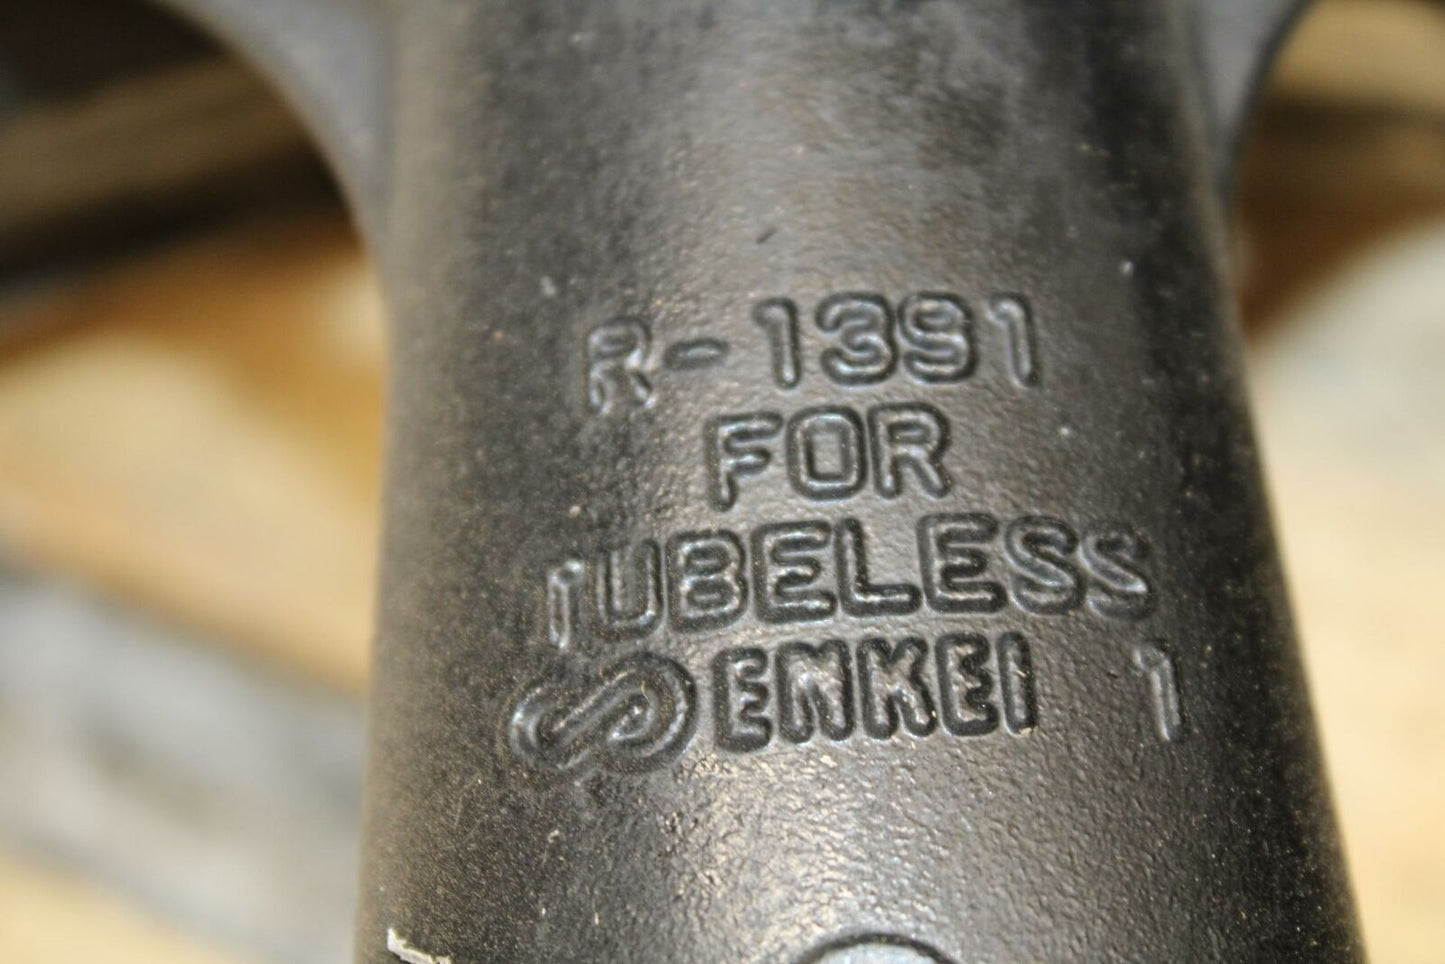 R-1391
FOR
TUBELESS
ENKEI 1